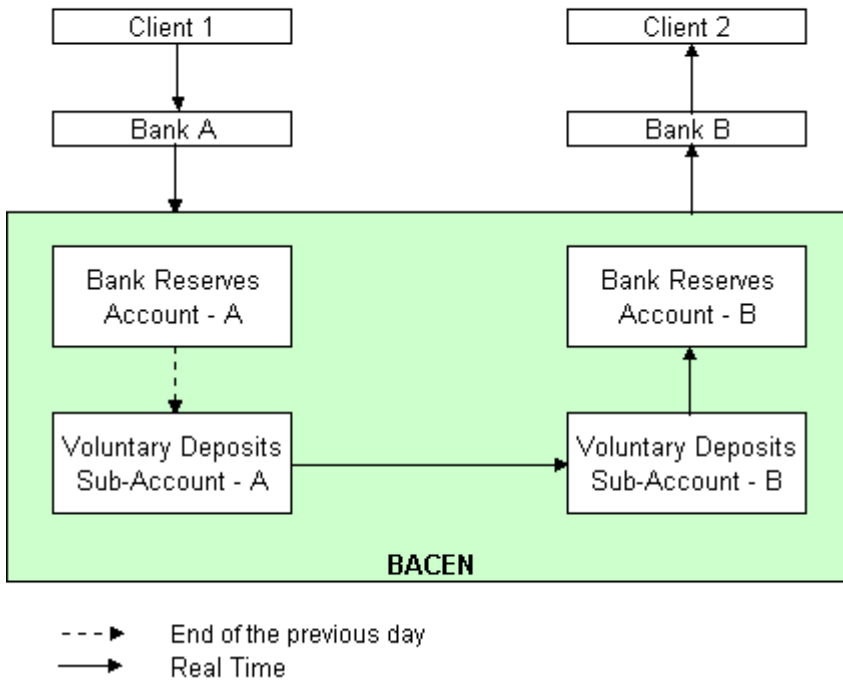 Client 1
Client 2
Bank A
Bank B
Bank Reserves
Account - A
Bank Reserves
Account - B
Voluntary Deposits
Sub-Account - A
Voluntary Deposits
Sub-Account - B
BACEN
End of the previous day
Real Time